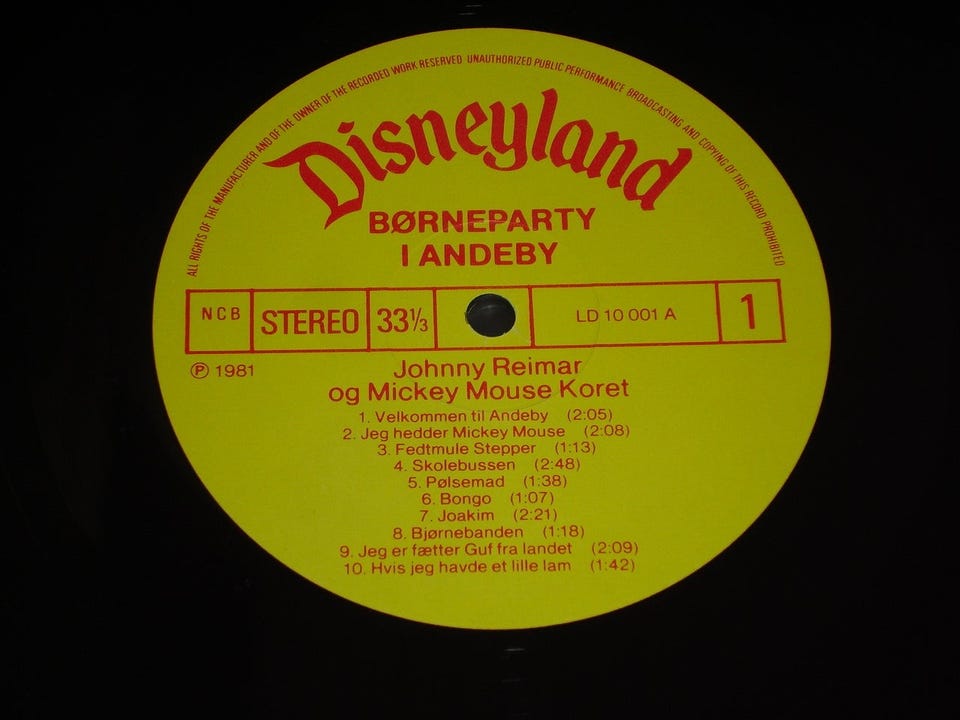 ALL RIGHTS OF THE MANUFACTURER AND OF THE OWNER OF THE RECORDED WORK RESERVED UNAUTHORIZED PUBLIC PERFORMANCE BROADCASTING AND COPYING OF THIS RECORD PROHIBITED
Disneyland
BØRNEPARTY
I ANDEBY
NCB STEREO 33⅓ LD 10 001 A 1
℗ 1981
Johnny Reimar
og Mickey Mouse Koret
1. Velkommen til Andeby (2:05)
2. Jeg hedder Mickey Mouse (2:08)
3. Fedtmule Stepper (1:13)
4. Skolebussen (2:48)
5. Pølsemad (1:38)
6. Bongo (1:07)
7. Joakim (2:21)
8. Bjørnebanden (1:18)
9. Jeg er fætter Guf fra landet (2:09)
10. Hvis jeg havde et lille lam (1:42)